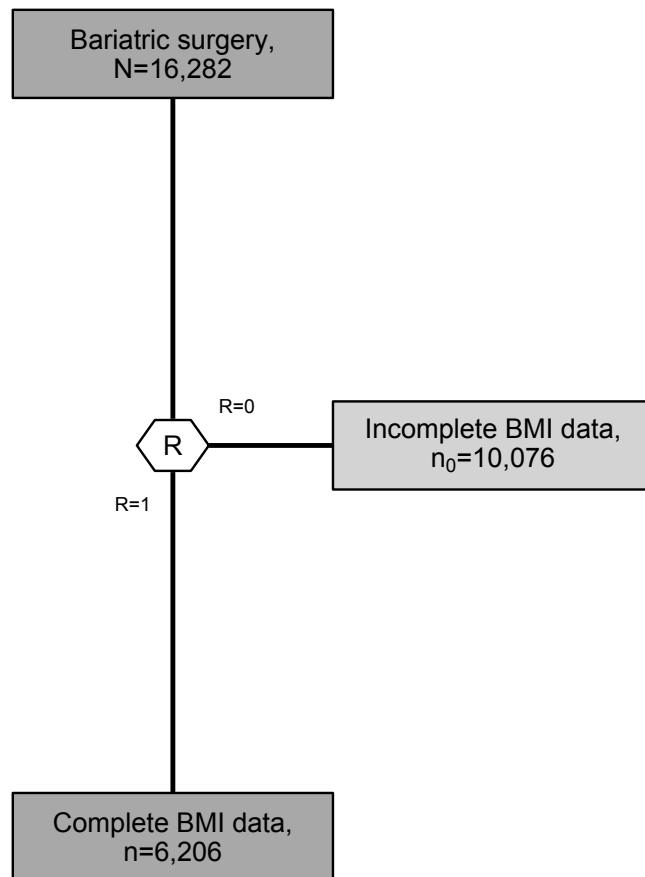 Bariatric surgery,
N=16,282
R=0
R
Incomplete BMI data,
n₀=10,076
R=1
Complete BMI data,
n=6,206